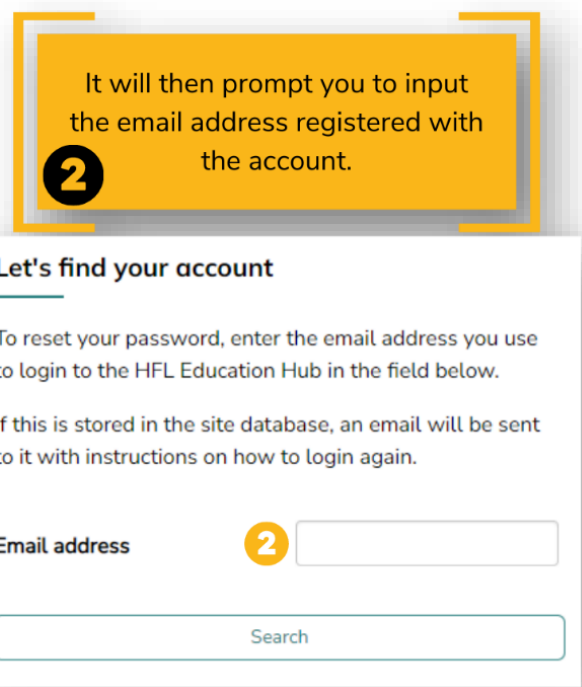 It will then prompt you to input
the email address registered with
the account.
2
Let's find your account
To reset your password, enter the email address you use
to login to the HFL Education Hub in the field below.
If this is stored in the site database, an email will be sent
to it with instructions on how to login again.
Email address 2
Search